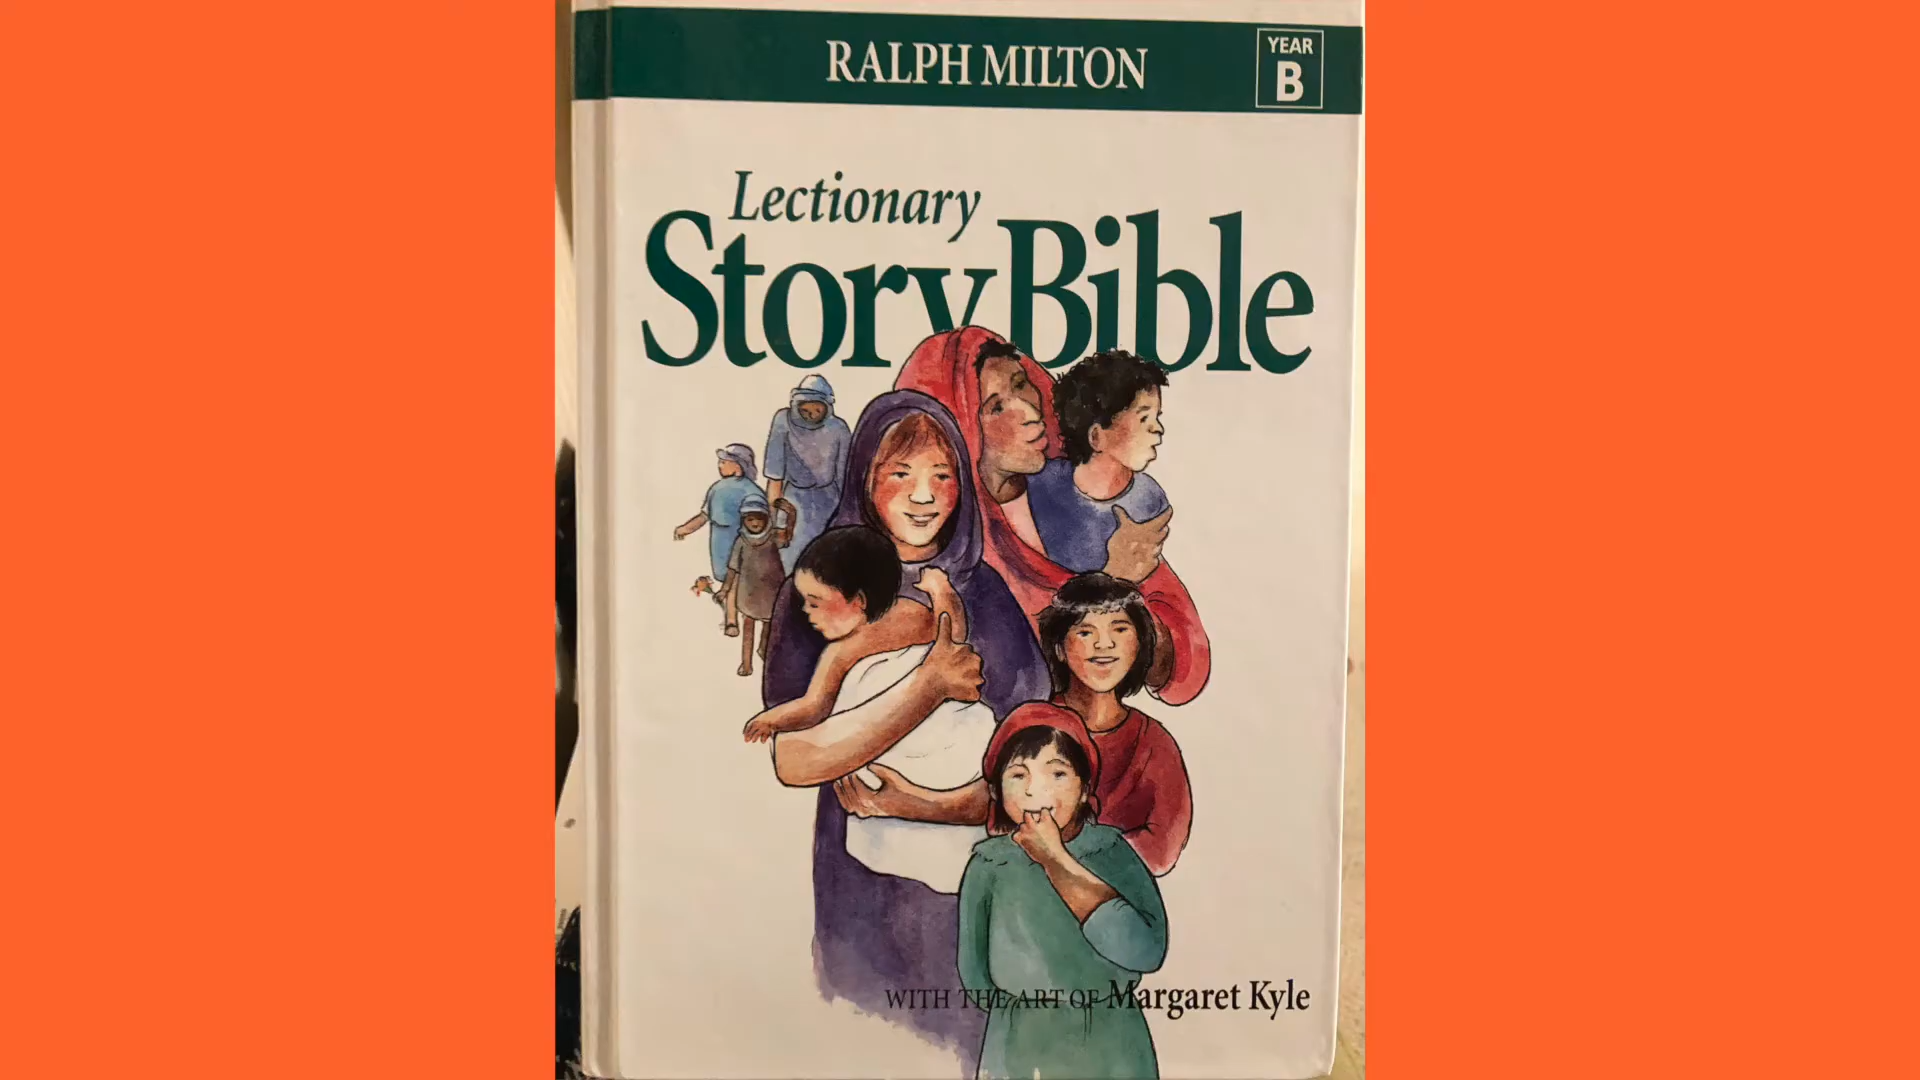 RALPH MILTON
YEAR
B
Lectionary
Story Bible
WITH THE ART OF Margaret Kyle